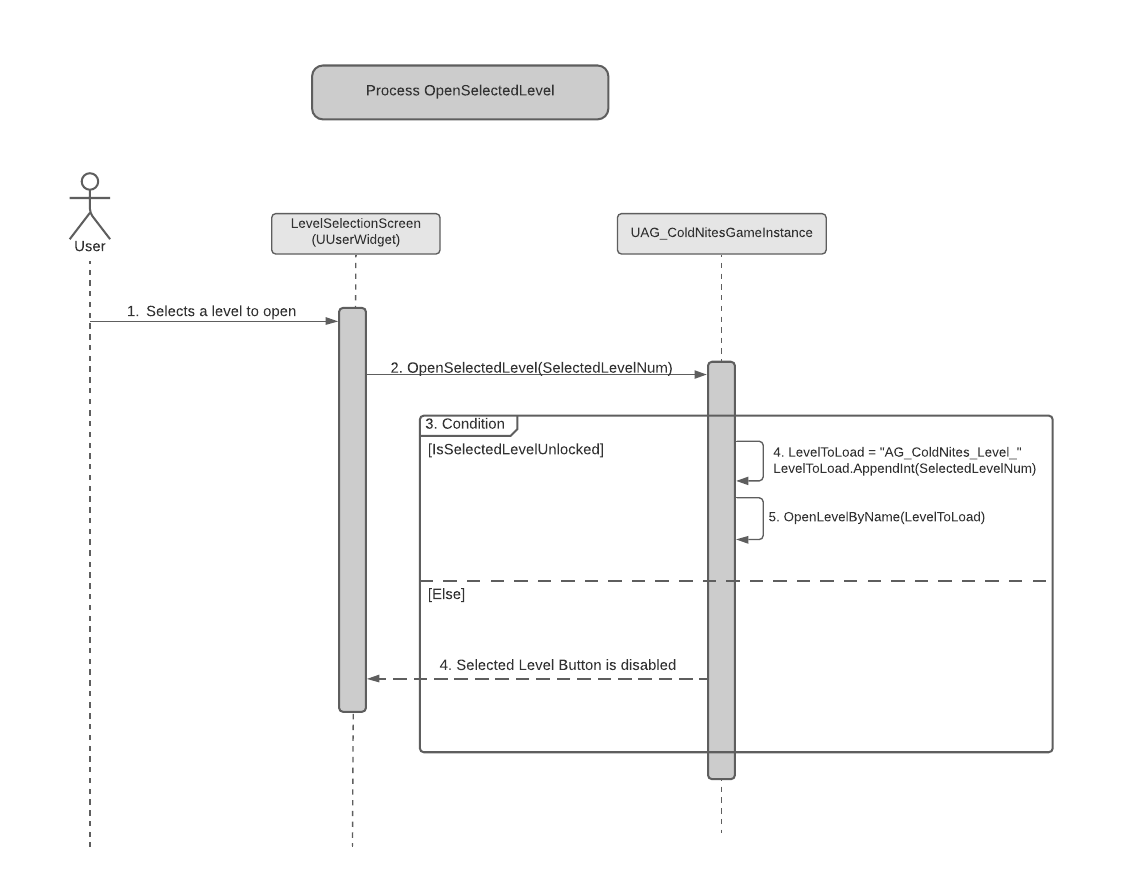 Process OpenSelectedLevel
User
LevelSelectionScreen
(UUserWidget)
UAG_ColdNitesGameInstance
1. Selects a level to open
2. OpenSelectedLevel(SelectedLevelNum)
3. Condition
[IsSelectedLevelUnlocked]
4. LevelToLoad = "AG_ColdNites_Level_"
LevelToLoad.AppendInt(SelectedLevelNum)
5. OpenLevelByName(LevelToLoad)
[Else]
4. Selected Level Button is disabled